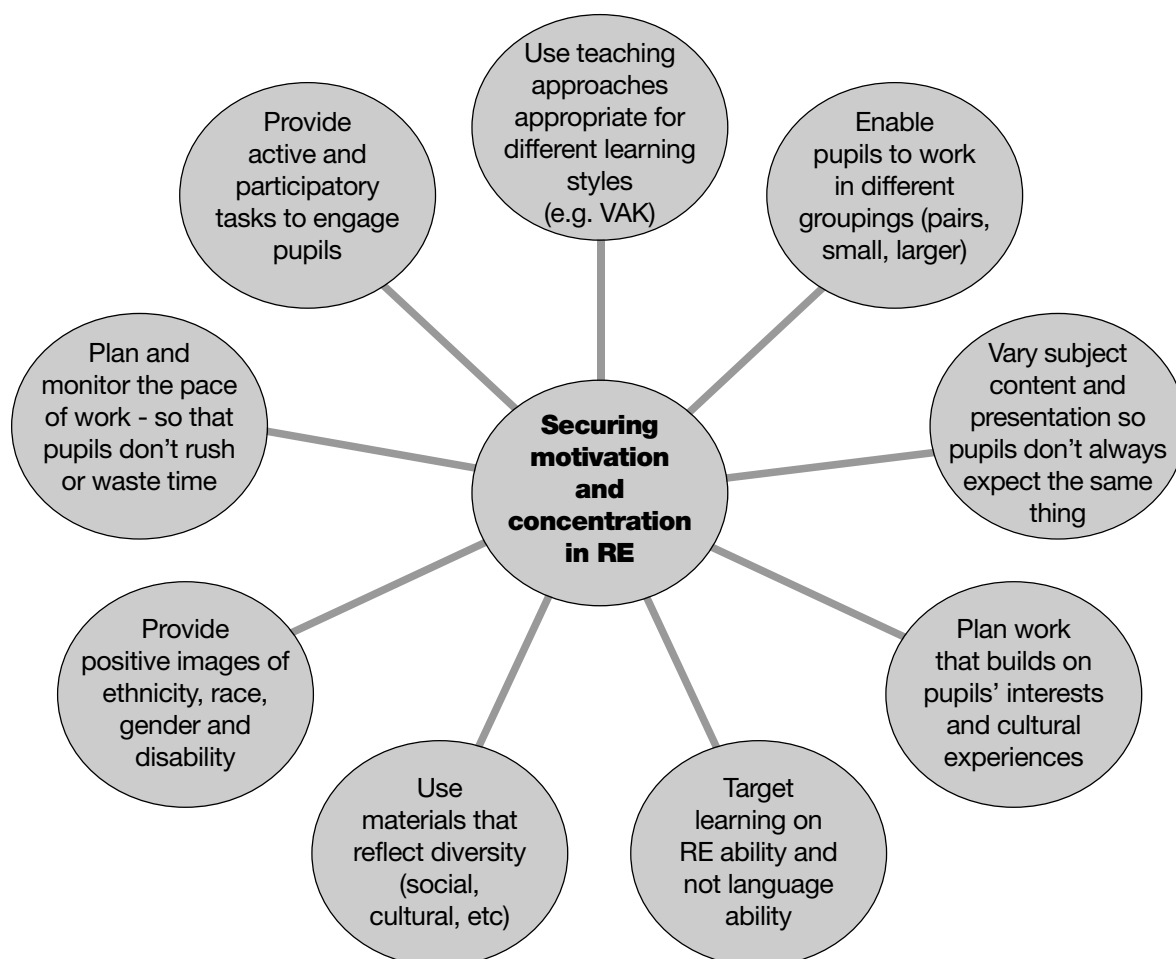 Use teaching
approaches
appropriate for
different learning
styles
(e.g. VAK)
Enable
pupils to work
in different
groupings (pairs,
small, larger)
Vary subject
content and
presentation so
pupils don’t always
expect the same
thing
Plan work
that builds on
pupils’ interests
and cultural
experiences
Target
learning on
RE ability and
not language
ability
Use
materials that
reflect diversity
(social,
cultural, etc)
Provide
positive images of
ethnicity, race,
gender and
disability
Plan and
monitor the pace
of work - so that
pupils don’t rush
or waste time
Provide
active and
participatory
tasks to engage
pupils
Securing
motivation
and
concentration
in RE